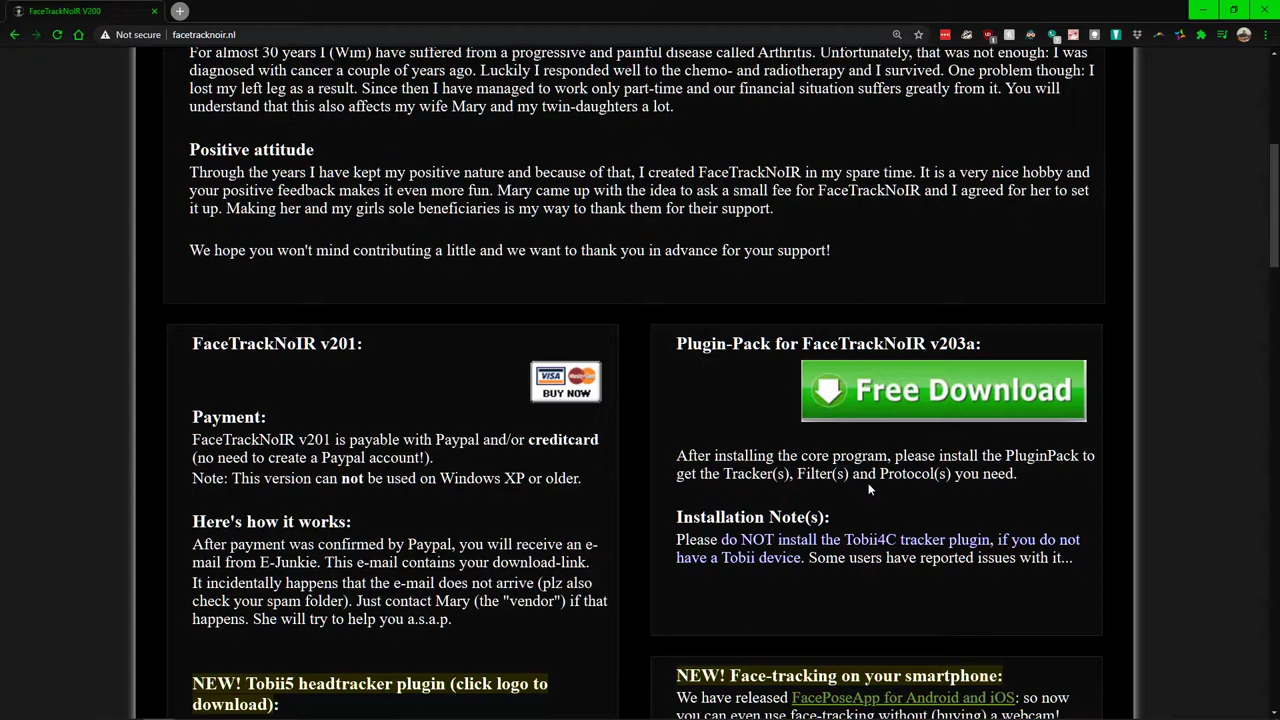 FaceTrackNoIR V200
Not secure
facetracknoir.nl
For almost 30 years I (Wim) have suffered from a progressive and painful disease called Arthritis. Unfortunately, that was not enough: I was
diagnosed with cancer a couple of years ago. Luckily I responded well to the chemo- and radiotherapy and I survived. One problem though: I
lost my left leg as a result. Since then I have managed to work only part-time and our financial situation suffers greatly from it. You will
understand that this also affects my wife Mary and my twin-daughters a lot.
Positive attitude
Through the years I have kept my positive nature and because of that, I created FaceTrackNoIR in my spare time. It is a very nice hobby and
your positive feedback makes it even more fun. Mary came up with the idea to ask a small fee for FaceTrackNoIR and I agreed for her to set
it up. Making her and my girls sole beneficiaries is my way to thank them for their support.
We hope you won't mind contributing a little and we want to thank you in advance for your support!
FaceTrackNoIR v201:
VISA MasterCard
BUY NOW
Payment:
FaceTrackNoIR v201 is payable with Paypal and/or creditcard
(no need to create a Paypal account!).
Note: This version can not be used on Windows XP or older.
Here's how it works:
After payment was confirmed by Paypal, you will receive an e-
mail from E-Junkie. This e-mail contains your download-link.
It incidentally happens that the e-mail does not arrive (plz also
check your spam folder). Just contact Mary (the "vendor") if that
happens. She will try to help you a.s.a.p.
NEW! Tobii5 headtracker plugin (click logo to
download):
Plugin-Pack for FaceTrackNoIR v203a:
Free Download
After installing the core program, please install the PluginPack to
get the Tracker(s), Filter(s) and Protocol(s) you need.
Installation Note(s):
Please do NOT install the Tobii4C tracker plugin, if you do not
have a Tobii device. Some users have reported issues with it...
NEW! Face-tracking on your smartphone:
We have released FacePoseApp for Android and iOS: so now
you can even use face-tracking without (buying) a webcam!